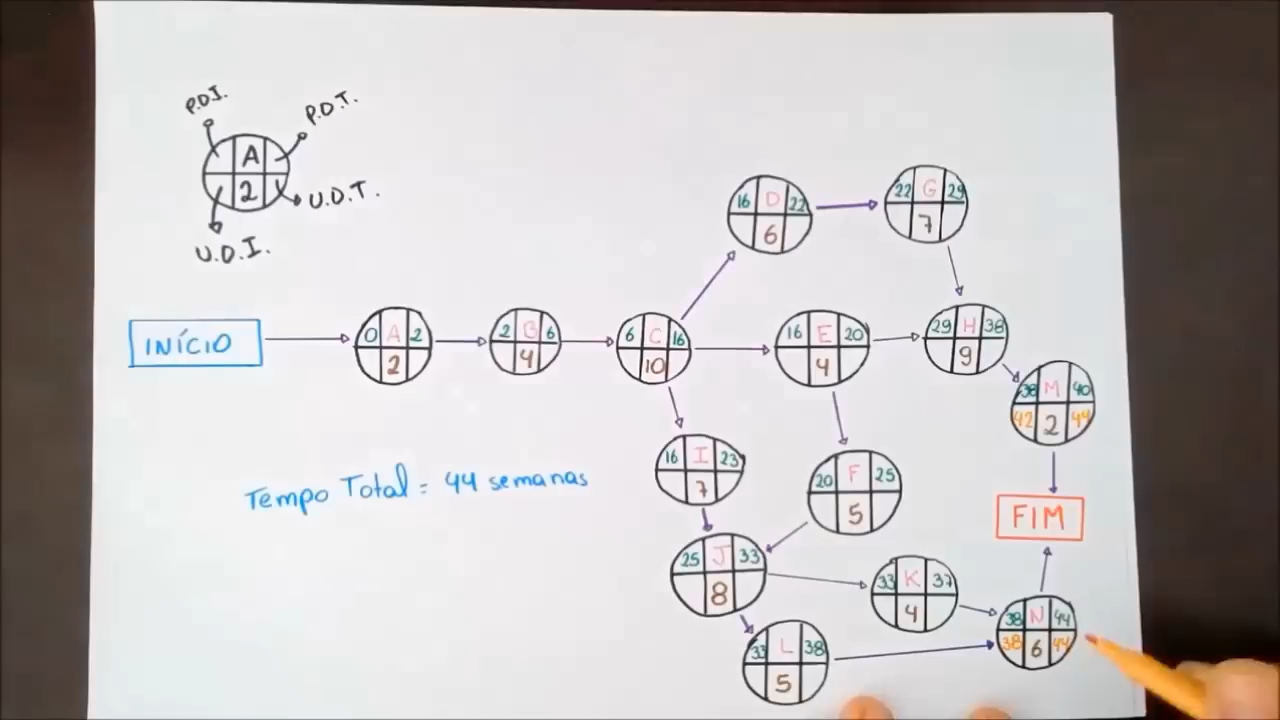 P.D.I.
P.D.T.
A
2
U.D.T.
U.D.I.
16 D 22
6
22 G 29
7
INÍCIO
0 A 2
2
2 B 6
4
6 C 16
10
16 E 20
4
29 H 38
9
38 M 40
42 2 44
16 I 23
7
20 F 25
5
Tempo Total = 44 semanas
FIM
25 J 33
8
33 K 37
4
38 N 44
38 6 44
33 L 38
5